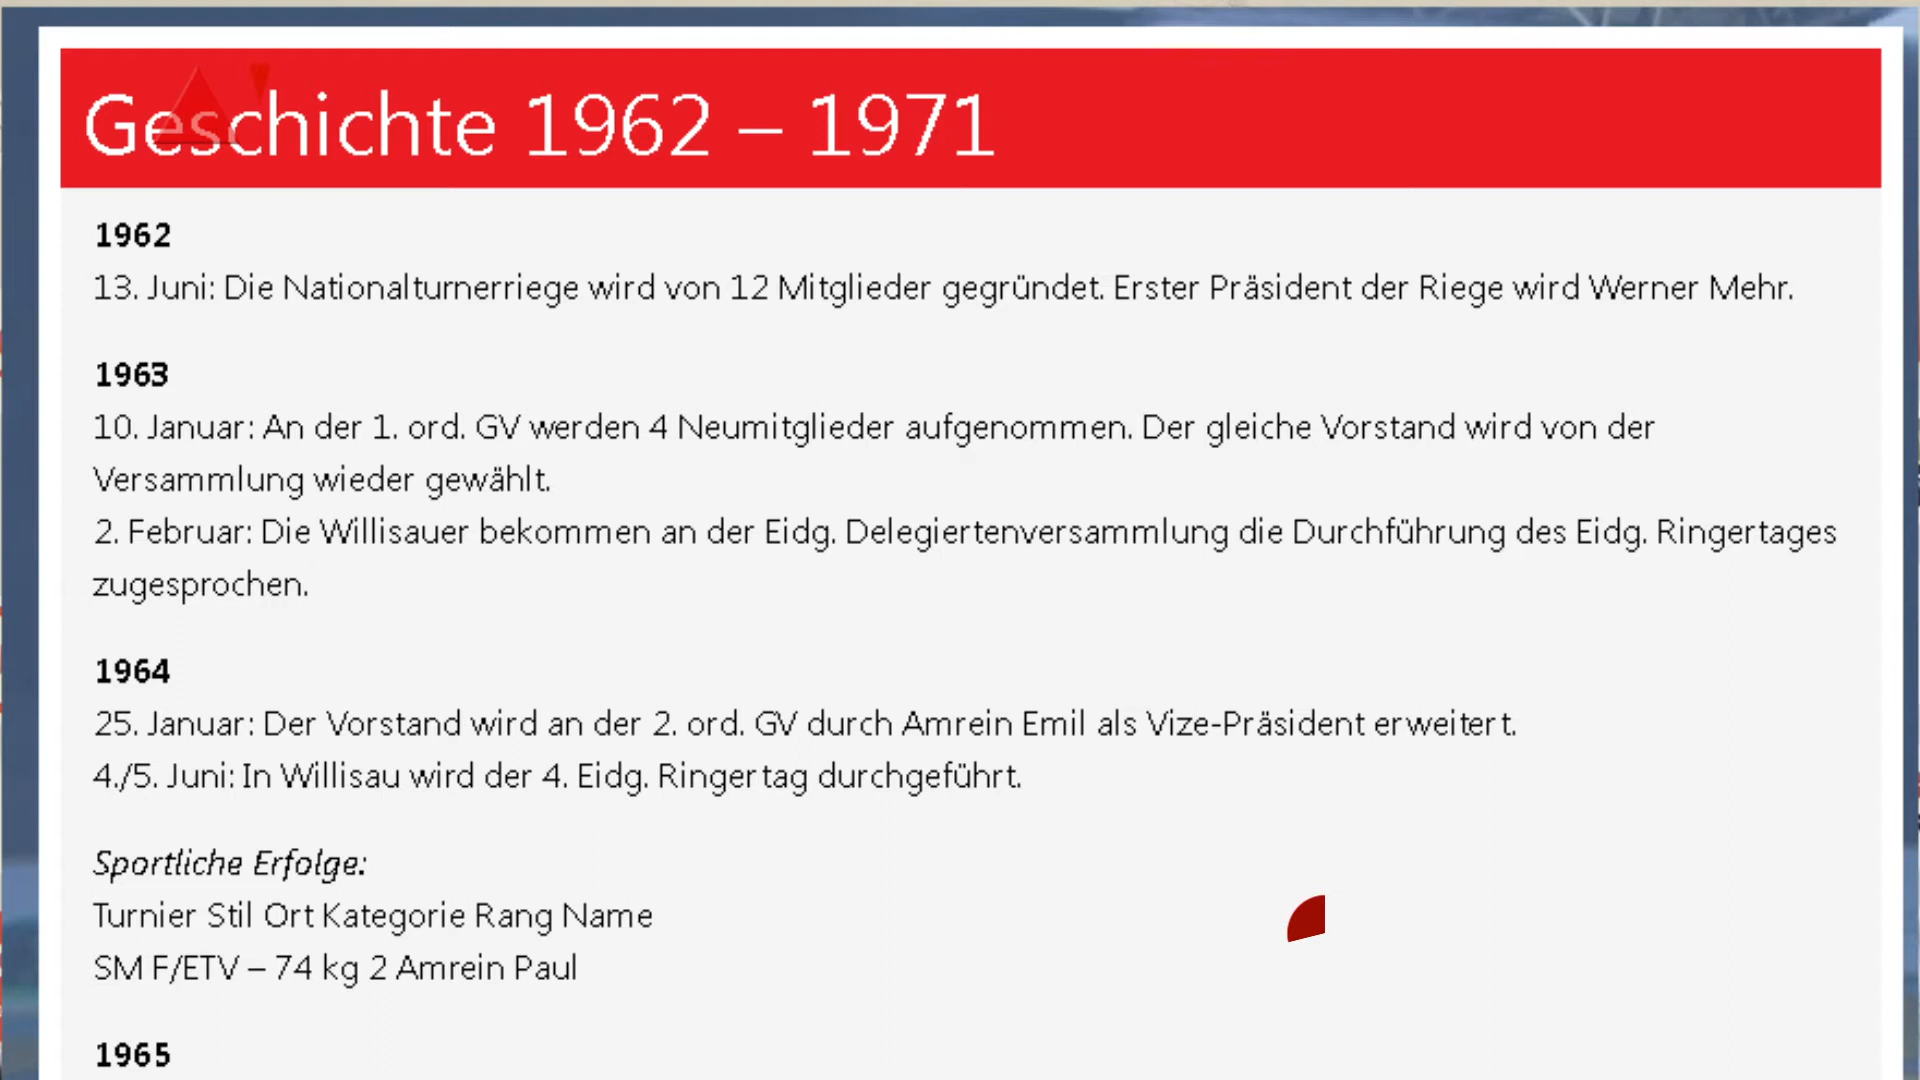 Geschichte 1962 – 1971
1962
13. Juni: Die Nationalturnerriege wird von 12 Mitglieder gegründet. Erster Präsident der Riege wird Werner Mehr.
1963
10. Januar: An der 1. ord. GV werden 4 Neumitglieder aufgenommen. Der gleiche Vorstand wird von der
Versammlung wieder gewählt.
2. Februar: Die Willisauer bekommen an der Eidg. Delegiertenversammlung die Durchführung des Eidg. Ringertages
zugesprochen.
1964
25. Januar: Der Vorstand wird an der 2. ord. GV durch Amrein Emil als Vize-Präsident erweitert.
4./5. Juni: In Willisau wird der 4. Eidg. Ringertag durchgeführt.
Sportliche Erfolge:
Turnier Stil Ort Kategorie Rang Name
SM F/ETV – 74 kg 2 Amrein Paul
1965